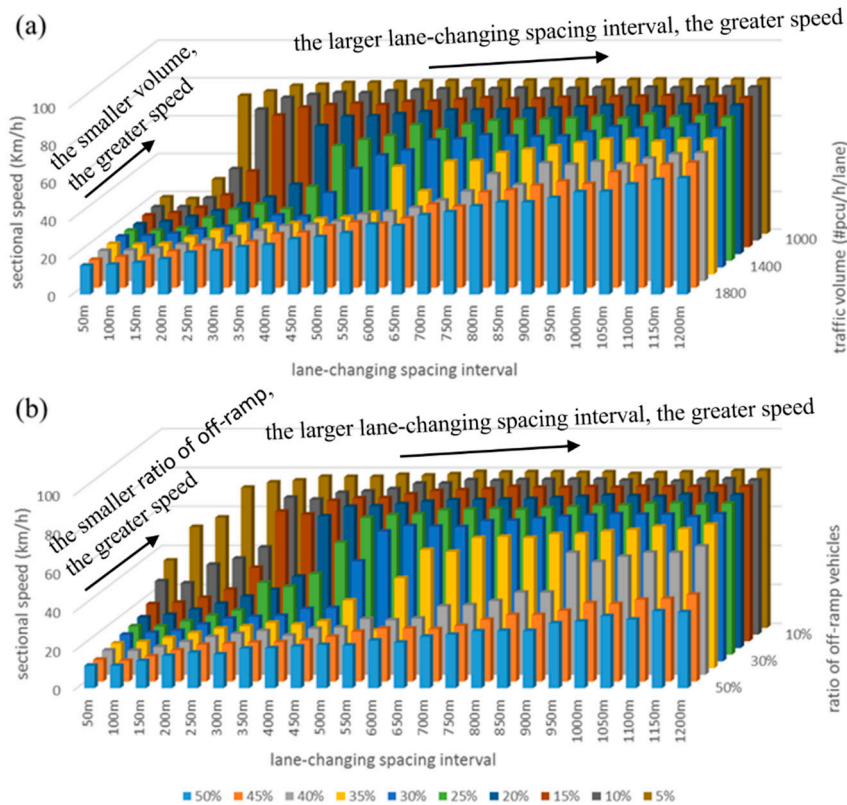 (a)
the larger lane-changing spacing interval, the greater speed
the smaller volume,
the greater speed
sectional speed (Km/h)
100
80
60
40
20
0
1000
1400
1800
traffic volume (#pcu/h/lane)
50m 100m 150m 200m 250m 300m 350m 400m 450m 500m 550m 600m 650m 700m 750m 800m 850m 900m 950m 1000m 1050m 1100m 1150m 1200m
lane-changing spacing interval
(b)
the larger lane-changing spacing interval, the greater speed
the smaller ratio of off-ramp,
the greater speed
sectional speed (km/h)
100
80
60
40
20
0
10%
30%
50%
ratio of off-ramp vehicles
50m 100m 150m 200m 250m 300m 350m 400m 450m 500m 550m 600m 650m 700m 750m 800m 850m 900m 950m 1000m 1050m 1100m 1150m 1200m
lane-changing spacing interval
50% 45% 40% 35% 30% 25% 20% 15% 10% 5%